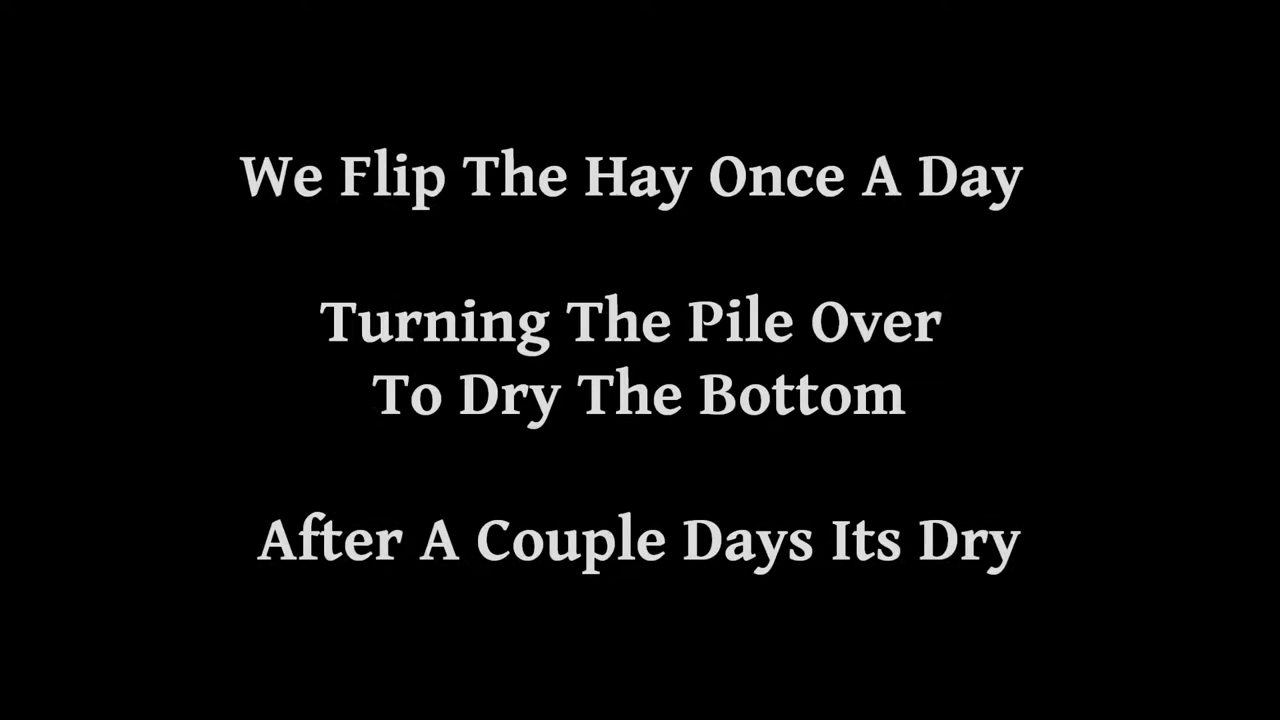 We Flip The Hay Once A Day
Turning The Pile Over
To Dry The Bottom
After A Couple Days Its Dry